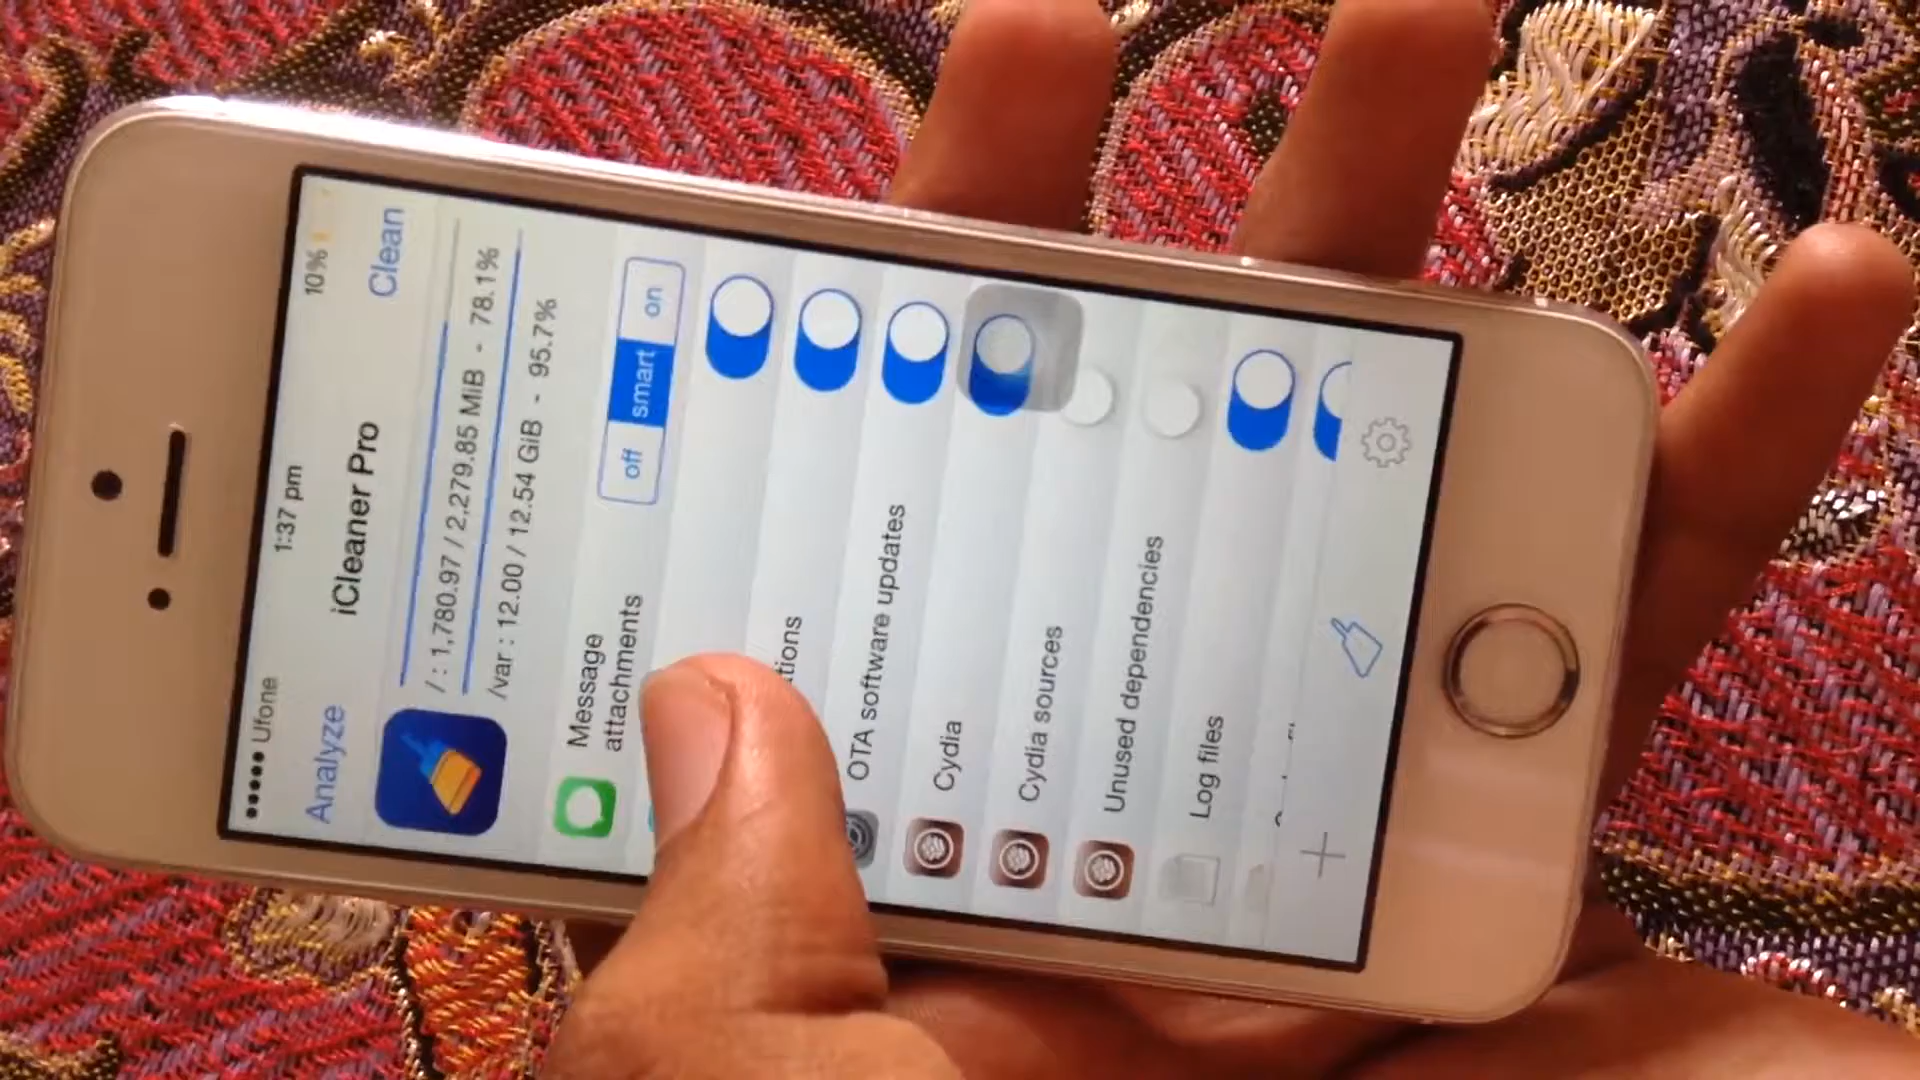 Ufone 1:37 pm 10%
Analyze iCleaner Pro Clean
/ : 1,780.97 / 2,279.85 MiB - 78.1%
/var : 12.00 / 12.54 GiB - 95.7%
Message
attachments
off smart on
tions
OTA software updates
Cydia
Cydia sources
Unused dependencies
Log files